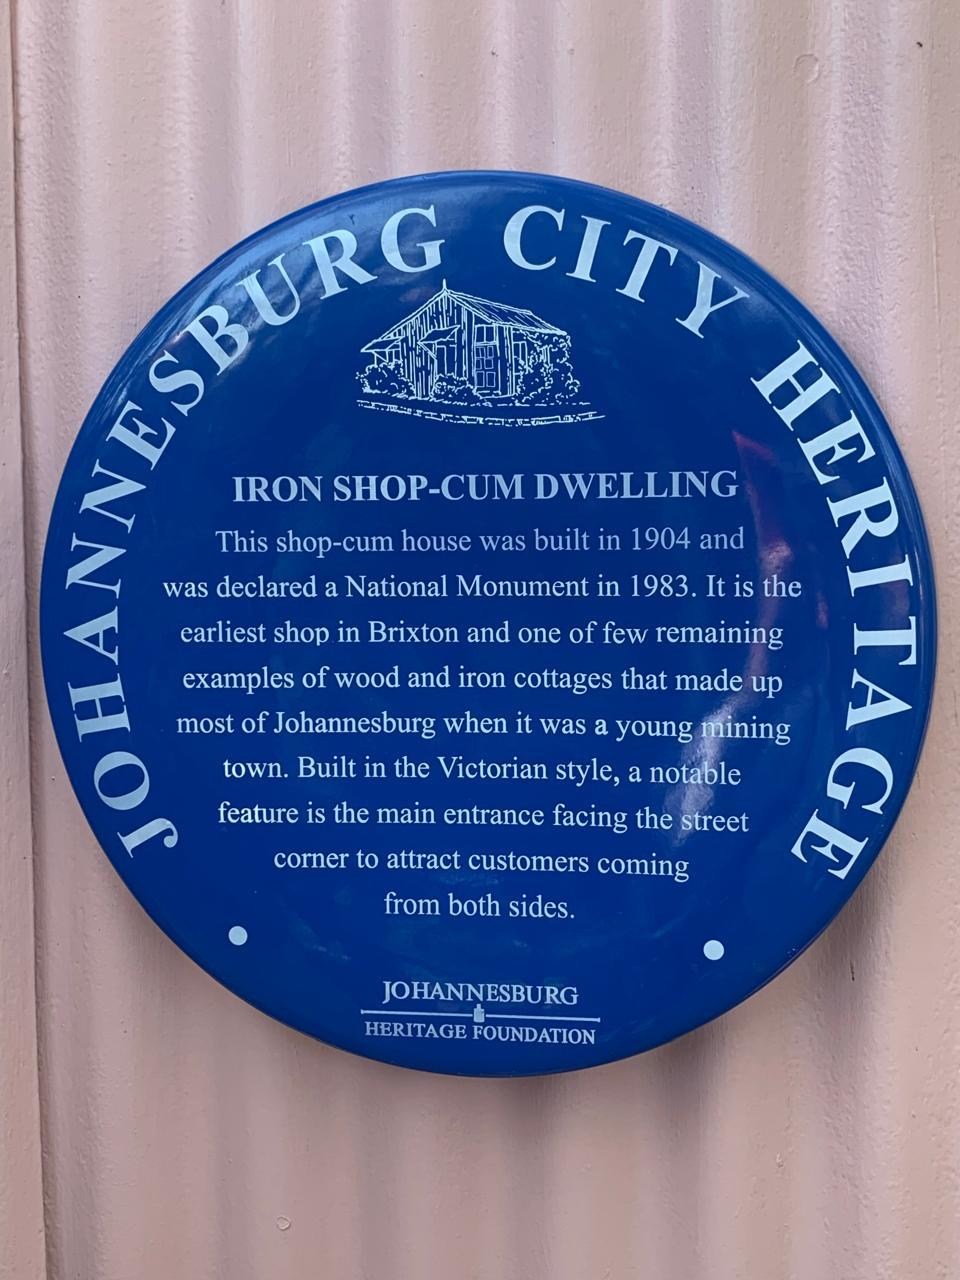 JOHANNESBURG CITY HERITAGE
IRON SHOP-CUM DWELLING
This shop-cum house was built in 1904 and
was declared a National Monument in 1983. It is the
earliest shop in Brixton and one of few remaining
examples of wood and iron cottages that made up
most of Johannesburg when it was a young mining
town. Built in the Victorian style, a notable
feature is the main entrance facing the street
corner to attract customers coming
from both sides.
JOHANNESBURG
HERITAGE FOUNDATION